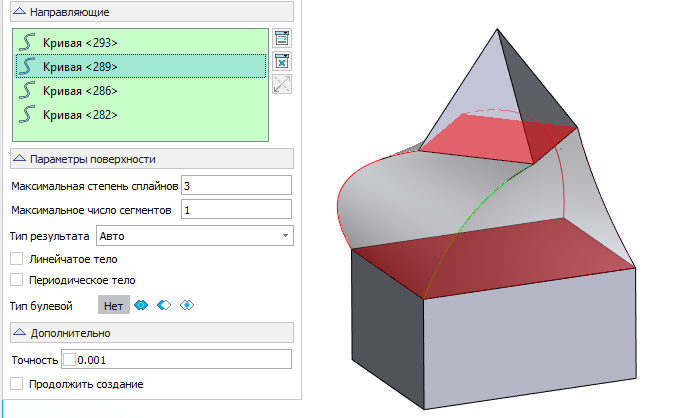 Направляющие
Кривая <293>
Кривая <289>
Кривая <286>
Кривая <282>
Параметры поверхности
Максимальная степень сплайнов 3
Максимальное число сегментов 1
Тип результата Авто
Линейчатое тело
Периодическое тело
Тип булевой Нет
Дополнительно
Точность 0.001
Продолжить создание